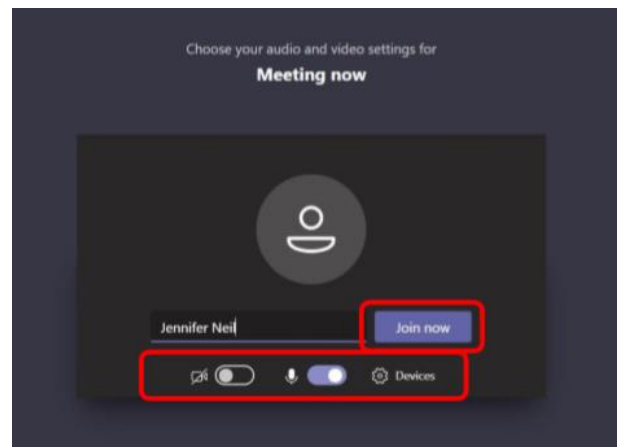 Choose your audio and video settings for
Meeting now
Jennifer Neil
Join now
Devices